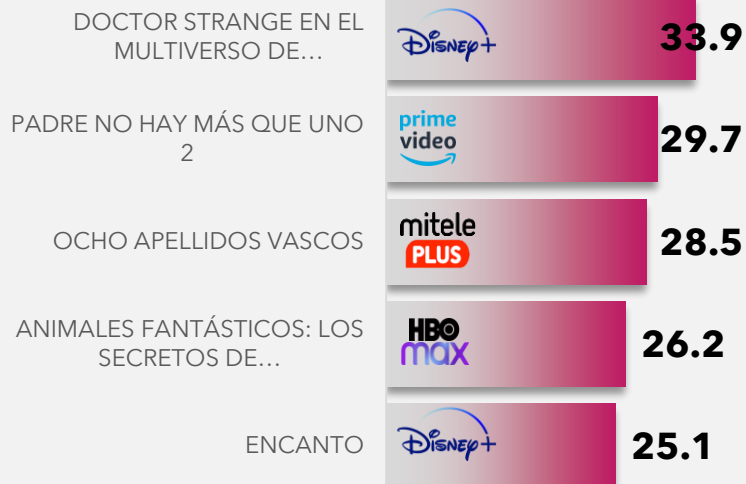 DOCTOR STRANGE EN EL
MULTIVERSO DE…
Disney+
33.9
PADRE NO HAY MÁS QUE UNO
2
prime
video
29.7
OCHO APELLIDOS VASCOS
mitele
PLUS
28.5
ANIMALES FANTÁSTICOS: LOS
SECRETOS DE…
HBO
max
26.2
ENCANTO
Disney+
25.1